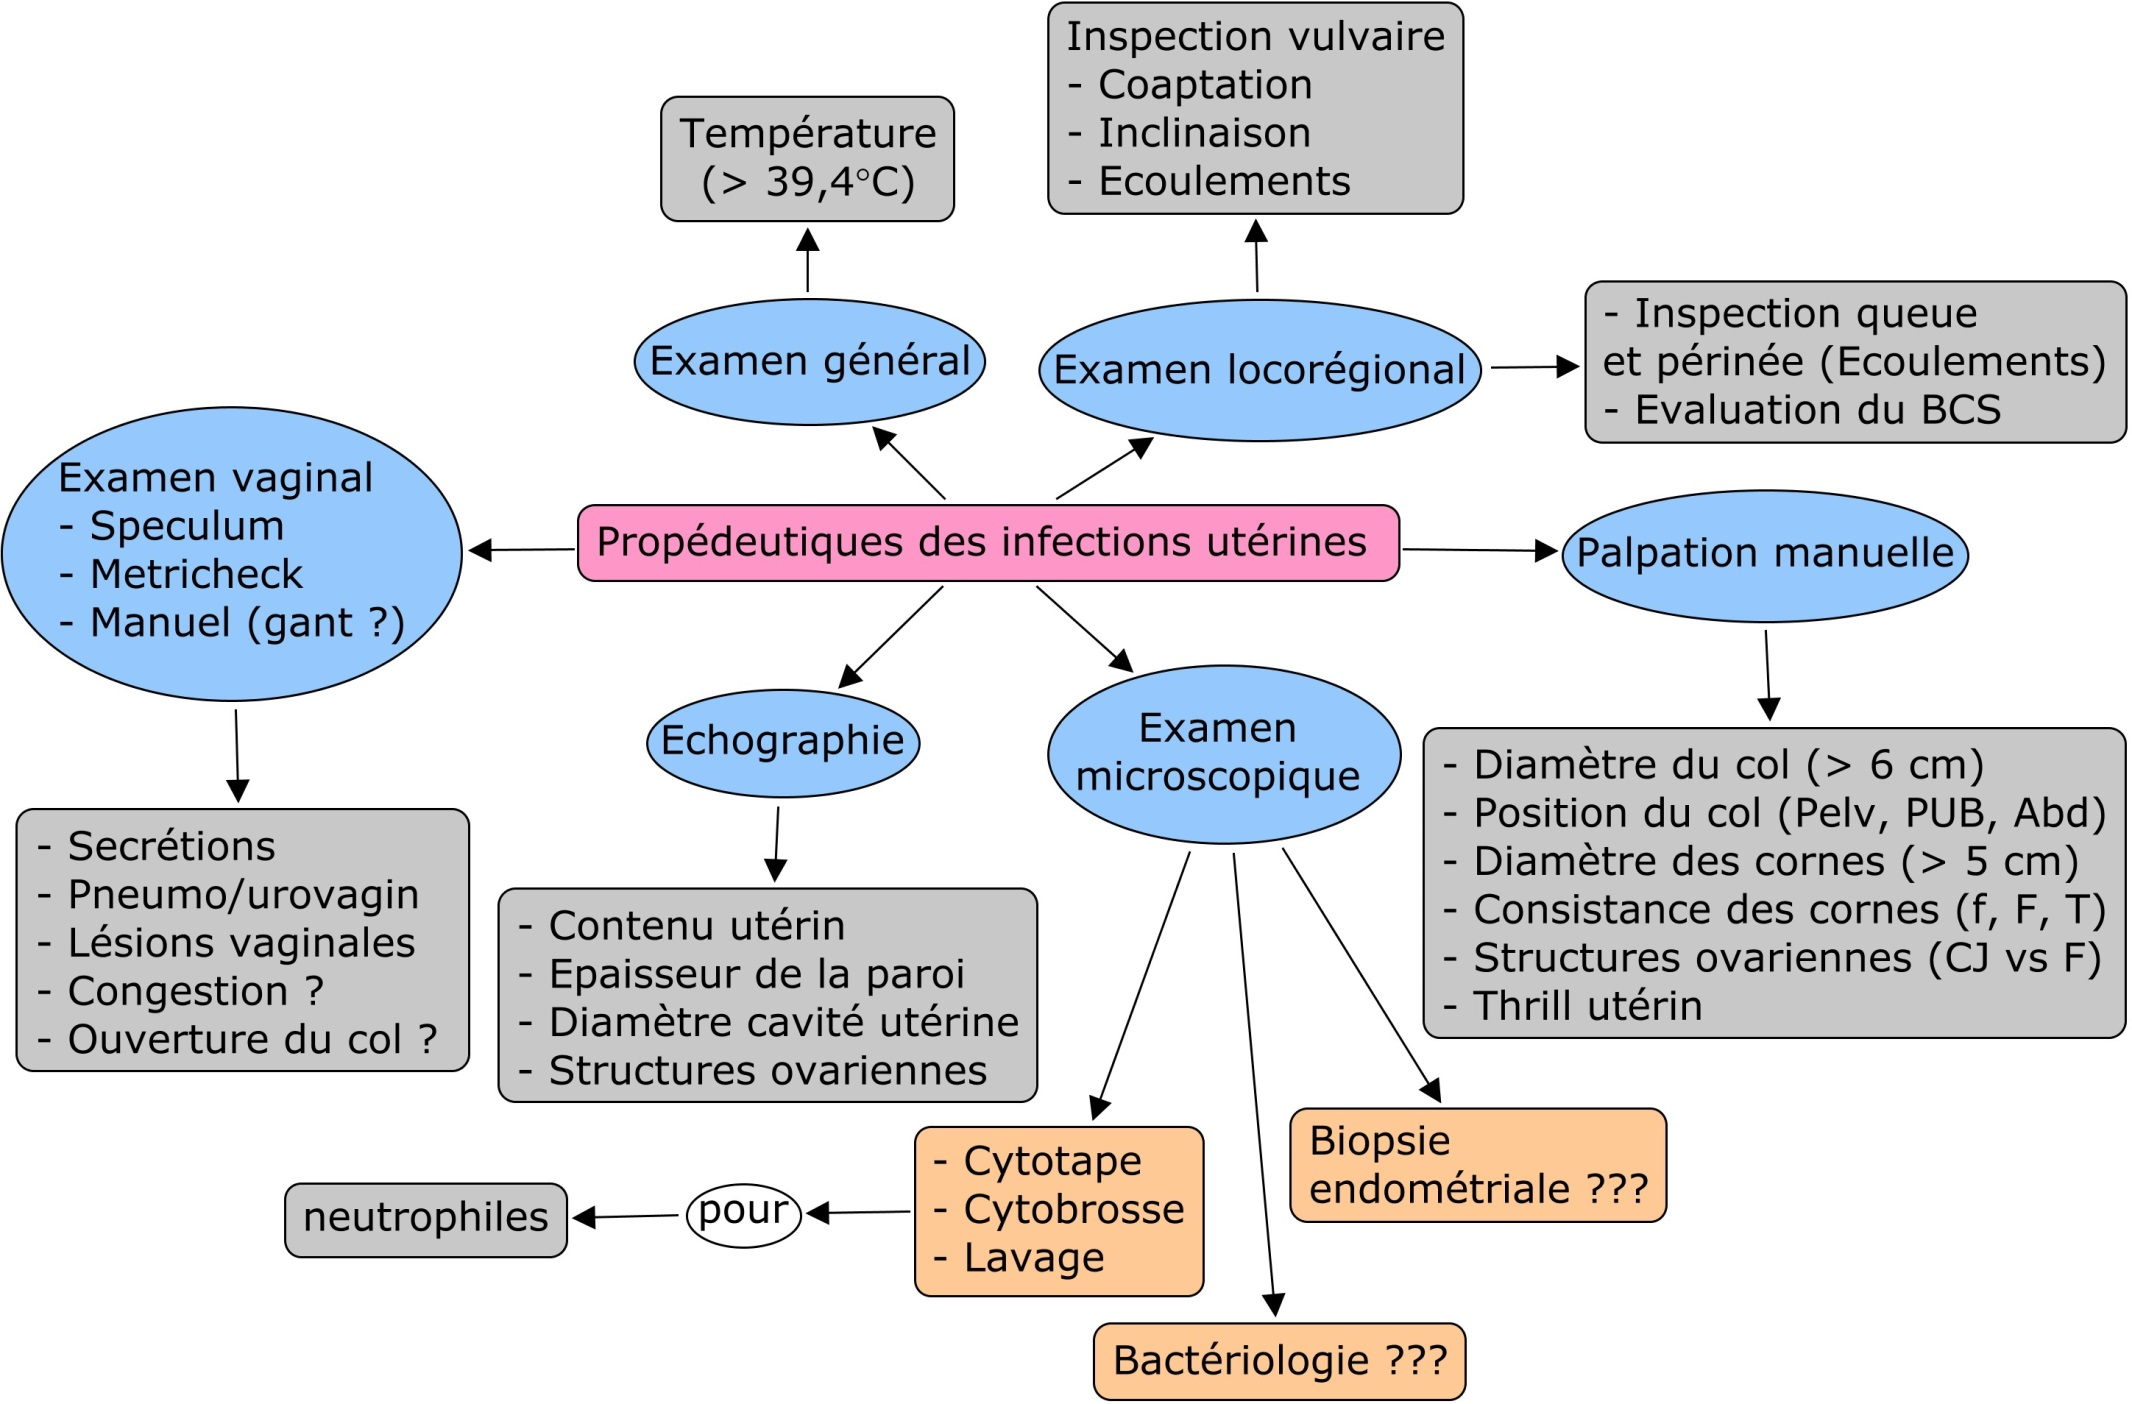 Inspection vulvaire
- Coaptation
- Inclinaison
- Ecoulements
Température
(> 39,4°C)
- Inspection queue
et périnée (Ecoulements)
- Evaluation du BCS
Examen général
Examen locorégional
Examen vaginal
- Speculum
- Metricheck
- Manuel (gant ?)
Propédeutiques des infections utérines
Palpation manuelle
Echographie
Examen
microscopique
- Diamètre du col (> 6 cm)
- Position du col (Pelv, PUB, Abd)
- Diamètre des cornes (> 5 cm)
- Consistance des cornes (f, F, T)
- Structures ovariennes (CJ vs F)
- Thrill utérin
- Secrétions
- Pneumo/urovagin
- Lésions vaginales
- Congestion ?
- Ouverture du col ?
- Contenu utérin
- Epaisseur de la paroi
- Diamètre cavité utérine
- Structures ovariennes
Biopsie
endométriale ???
- Cytotape
- Cytobrosse
- Lavage
pour
neutrophiles
Bactériologie ???